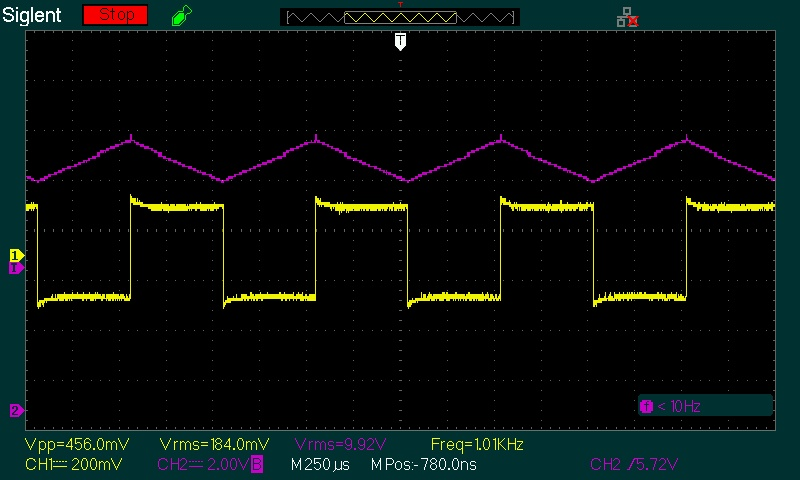 Siglent Stop T
T
1
T
2
f < 10Hz
Vpp=456.0mV Vrms=184.0mV Vrms=9.92V Freq=1.01KHz
CH1 200mV CH2 2.00V B M 250µs M Pos:-780.0ns CH2 /5.72V